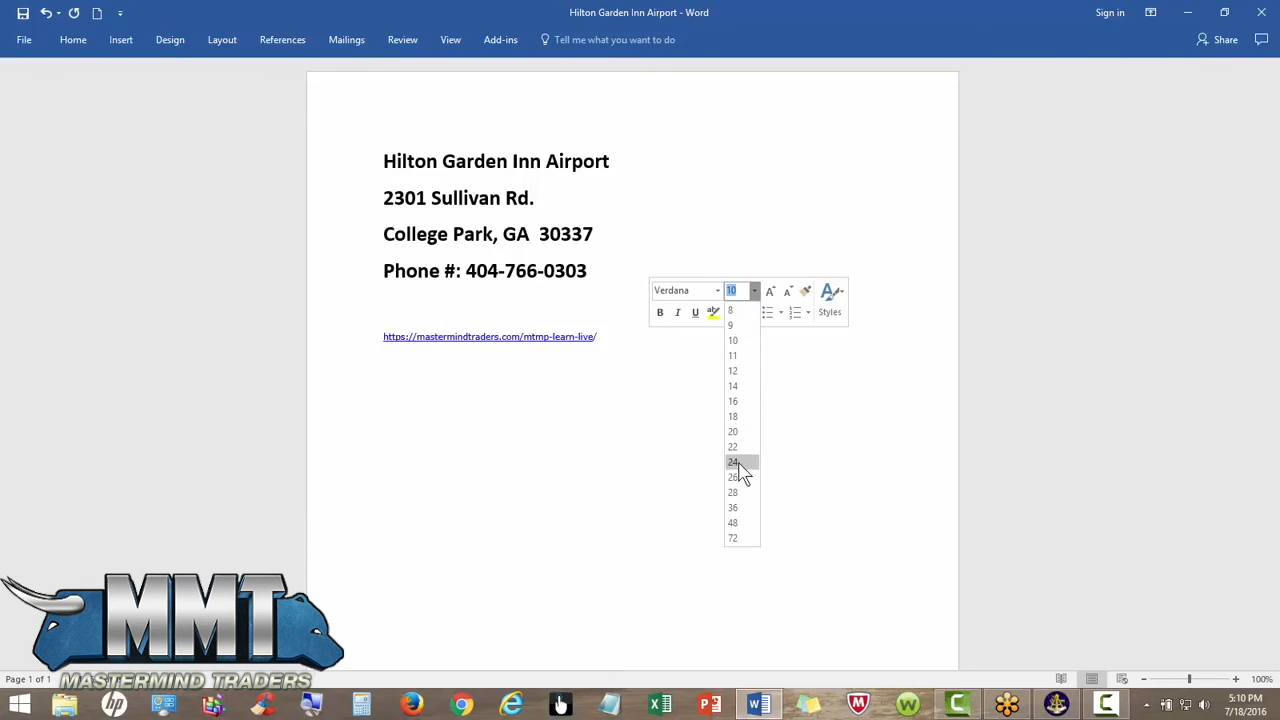 Hilton Garden Inn Airport - Word
Sign in
File Home Insert Design Layout References Mailings Review View Add-ins Tell me what you want to do Share
Hilton Garden Inn Airport
2301 Sullivan Rd.
College Park, GA 30337
Phone #: 404-766-0303
https://mastermindtraders.com/mtmp-learn-live/
Verdana 10
B I U ab Styles
8
9
10
11
12
14
16
18
20
22
24
26
28
36
48
72
MMT
MASTERMIND TRADERS
Page 1 of 1
100%
5:10 PM
7/18/2016